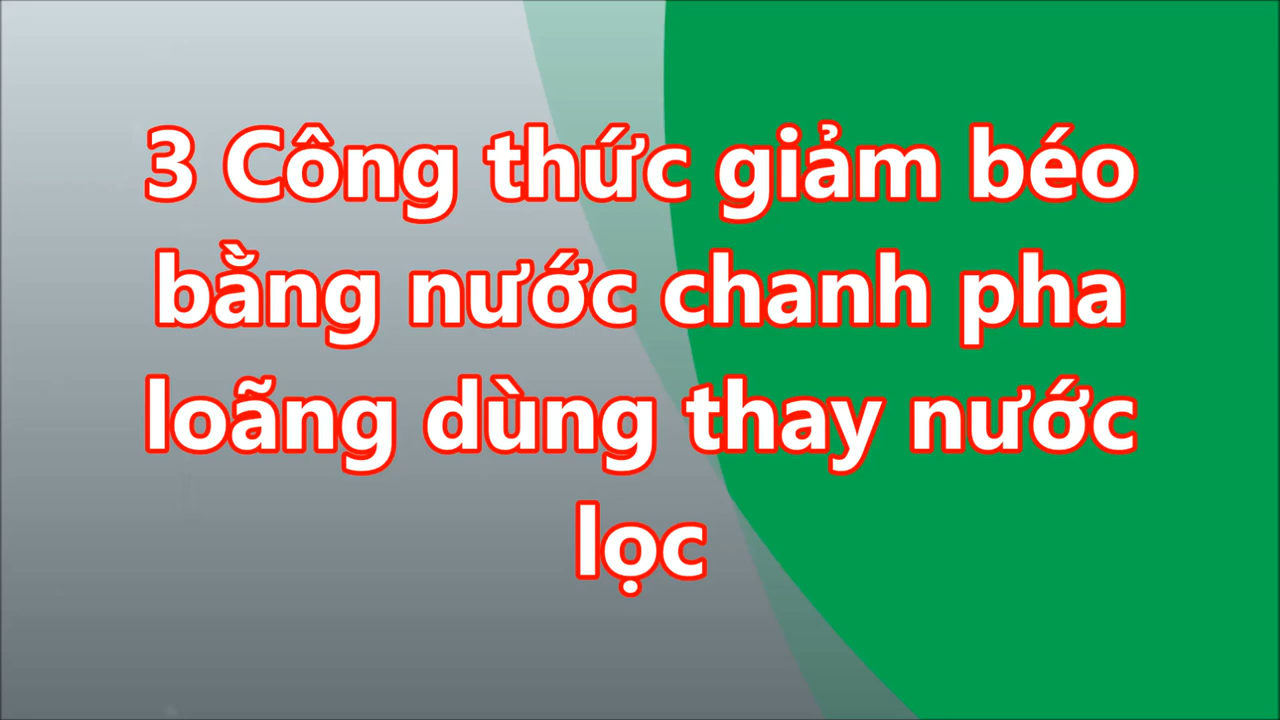 3 Công thức giảm béo
bằng nước chanh pha
loãng dùng thay nước
lọc